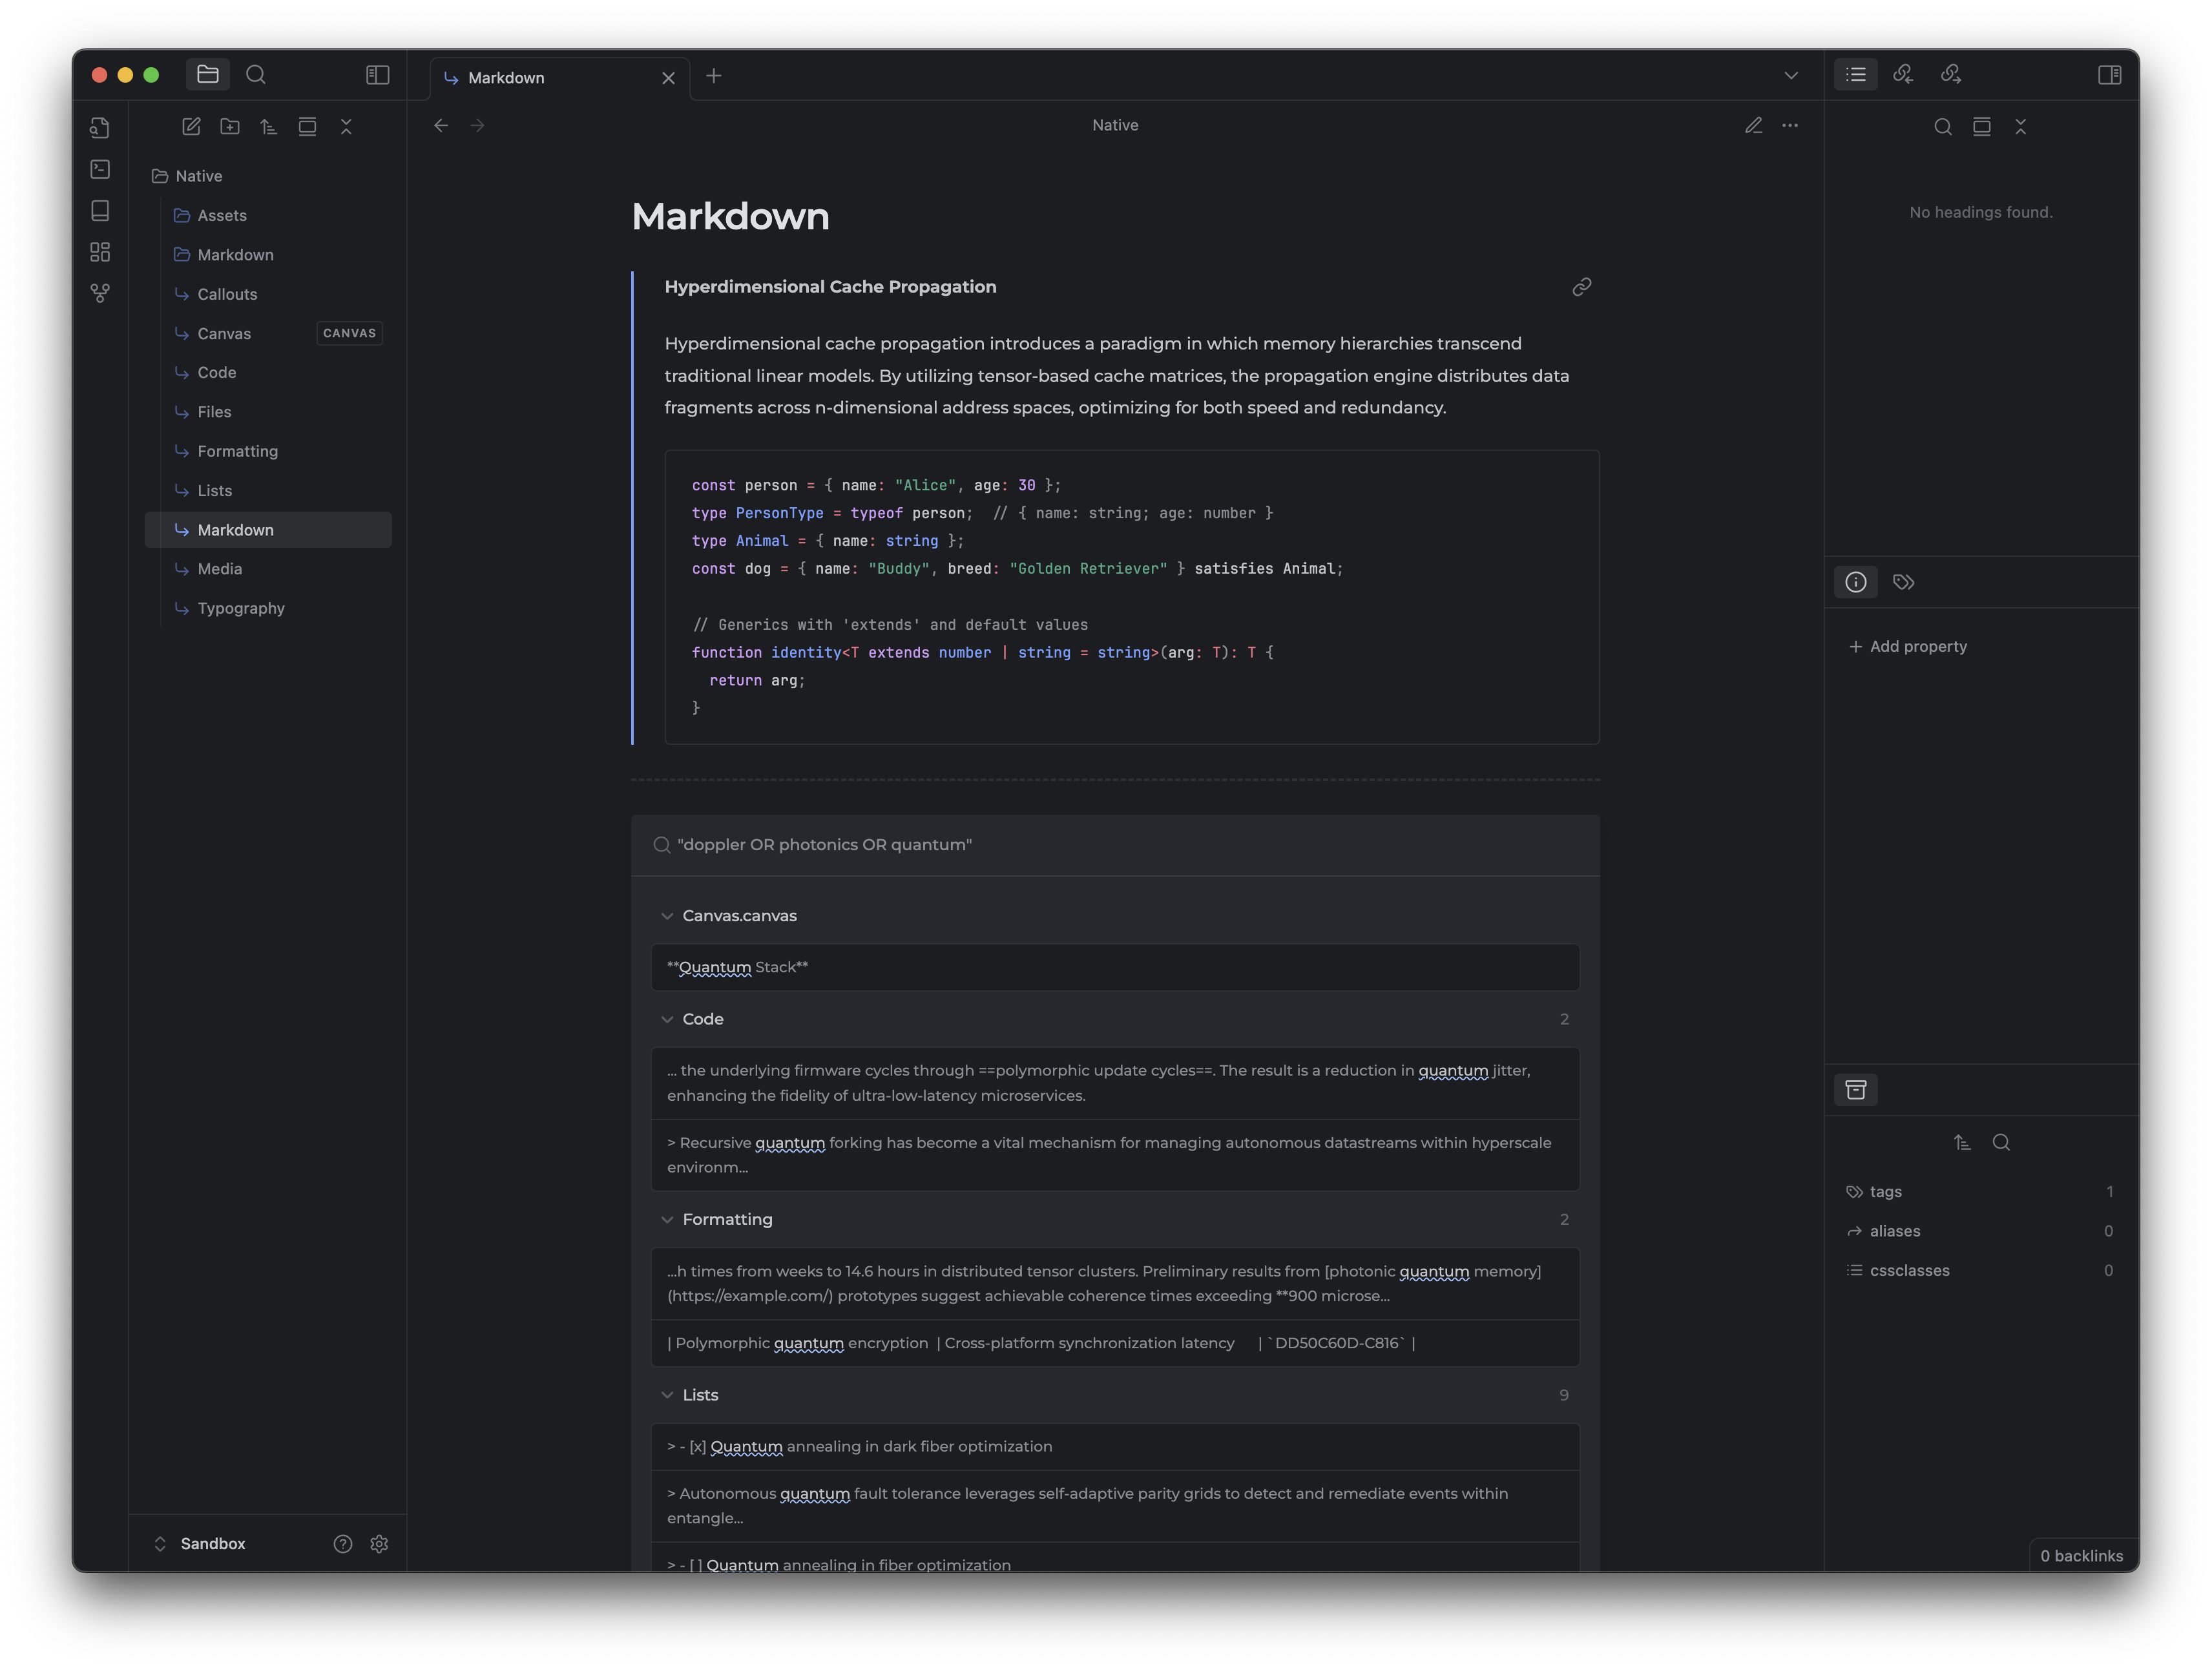 Markdown
Native
Native
Assets
Markdown
Callouts
Canvas
CANVAS
Code
Files
Formatting
Lists
Markdown
Media
Typography
Sandbox
Markdown
Hyperdimensional Cache Propagation
Hyperdimensional cache propagation introduces a paradigm in which memory hierarchies transcend
traditional linear models. By utilizing tensor-based cache matrices, the propagation engine distributes data
fragments across n-dimensional address spaces, optimizing for both speed and redundancy.
const person = { name: "Alice", age: 30 };
type PersonType = typeof person;  // { name: string; age: number }
type Animal = { name: string };
const dog = { name: "Buddy", breed: "Golden Retriever" } satisfies Animal;
// Generics with 'extends' and default values
function identity<T extends number | string = string>(arg: T): T {
  return arg;
}
"doppler OR photonics OR quantum"
Canvas.canvas
**Quantum Stack**
Code 2
... the underlying firmware cycles through ==polymorphic update cycles==. The result is a reduction in quantum jitter,
enhancing the fidelity of ultra-low-latency microservices.
> Recursive quantum forking has become a vital mechanism for managing autonomous datastreams within hyperscale
environm...
Formatting 2
...h times from weeks to 14.6 hours in distributed tensor clusters. Preliminary results from [photonic quantum memory]
(https://example.com/) prototypes suggest achievable coherence times exceeding **900 microse...
| Polymorphic quantum encryption  | Cross-platform synchronization latency     | `DD50C60D-C816` |
Lists 9
> - [x] Quantum annealing in dark fiber optimization
> Autonomous quantum fault tolerance leverages self-adaptive parity grids to detect and remediate events within
entangle...
> - [ ] Quantum annealing in fiber optimization
No headings found.
Add property
tags 1
aliases 0
cssclasses 0
0 backlinks